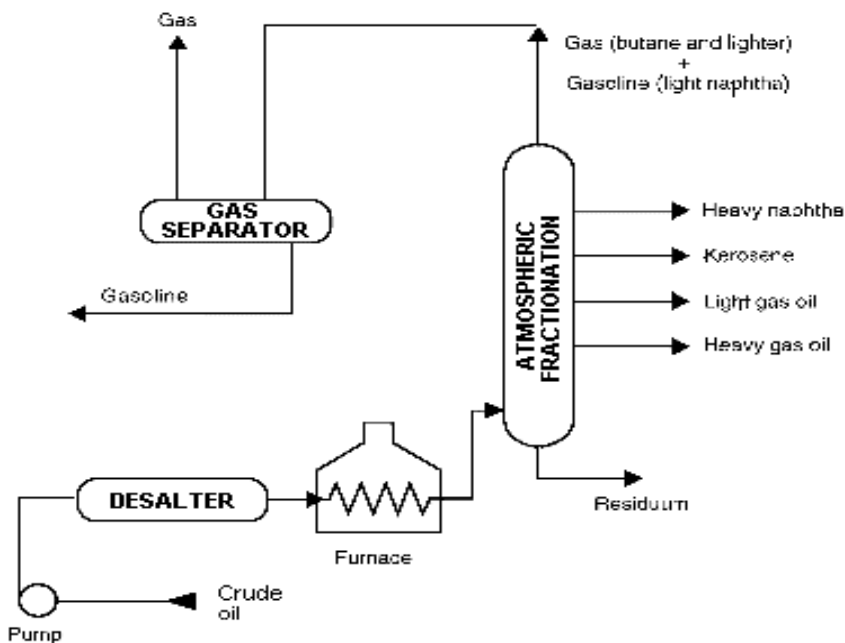 Gas
Gas (butane and lighter)
+
Gasoline (light naphtha)
GAS
SEPARATOR
Gasoline
ATMOSPHERIC
FRACTIONATION
Heavy naphtha
Kerosene
Light gas oil
Heavy gas oil
Residuum
DESALTER
Furnace
Crude
oil
Pump